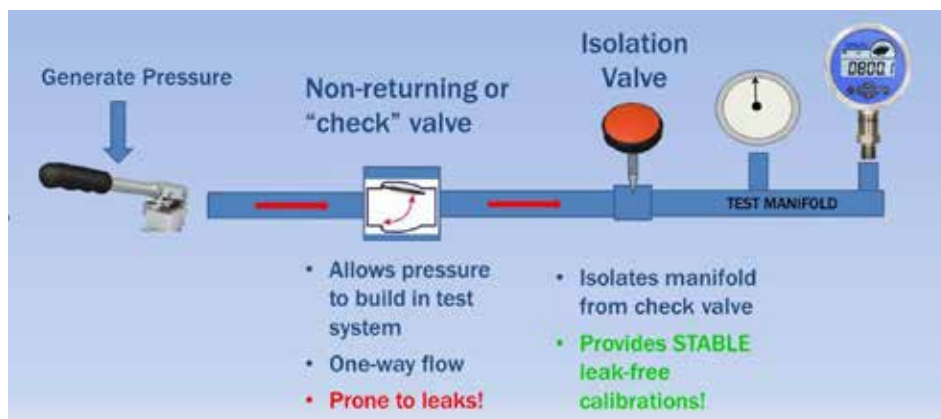 Generate Pressure
Non-returning or
"check" valve
Isolation
Valve
08001
TEST MANIFOLD
• Allows pressure
to build in test
system
• One-way flow
• Prone to leaks!
• Isolates manifold
from check valve
• Provides STABLE
leak-free
calibrations!